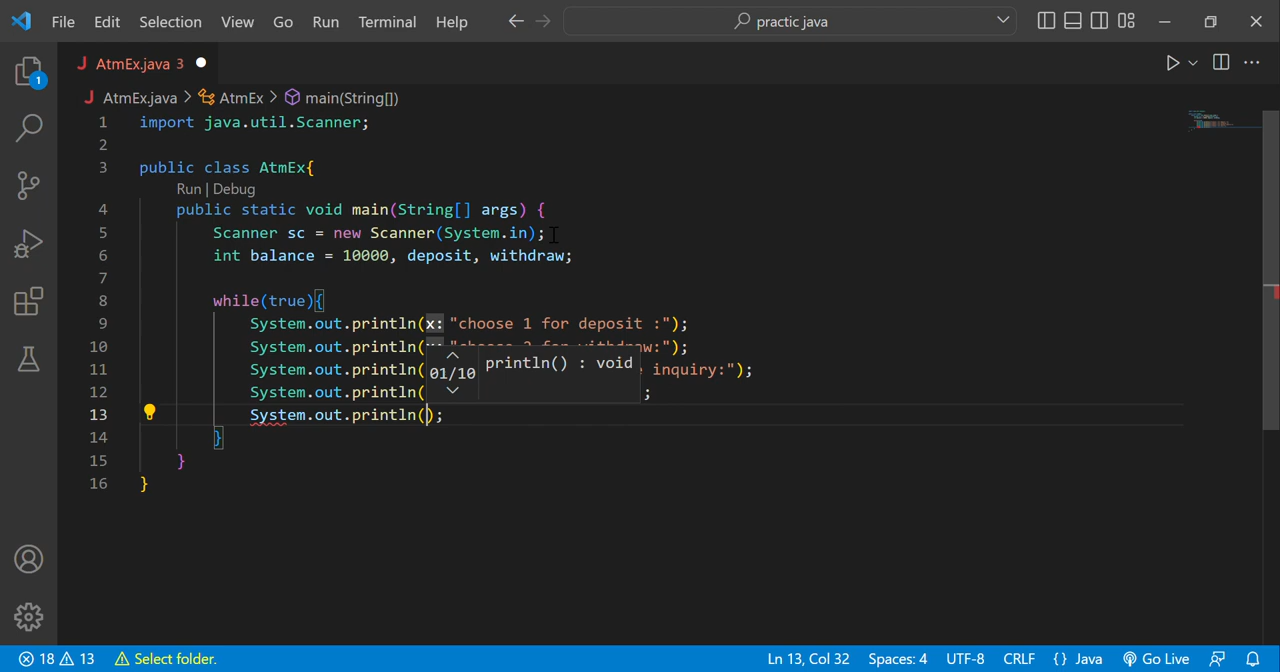 File Edit Selection View Go Run Terminal Help practic java
1
AtmEx.java 3
AtmEx.java > AtmEx > main(String[])
1 import java.util.Scanner;
2
3 public class AtmEx{
Run | Debug
4 public static void main(String[] args) {
5 Scanner sc = new Scanner(System.in);
6 int balance = 10000, deposit, withdraw;
7
8 while(true){
9 System.out.println(x: "choose 1 for deposit :");
10 System.out.println( withdraw:");
11 System.out.println( inquiry:");
12 System.out.println( ;
13 System.out.println();
14 }
15 }
16 }
01/10 println() : void
18 13 Select folder. Ln 13, Col 32 Spaces: 4 UTF-8 CRLF {} Java Go Live